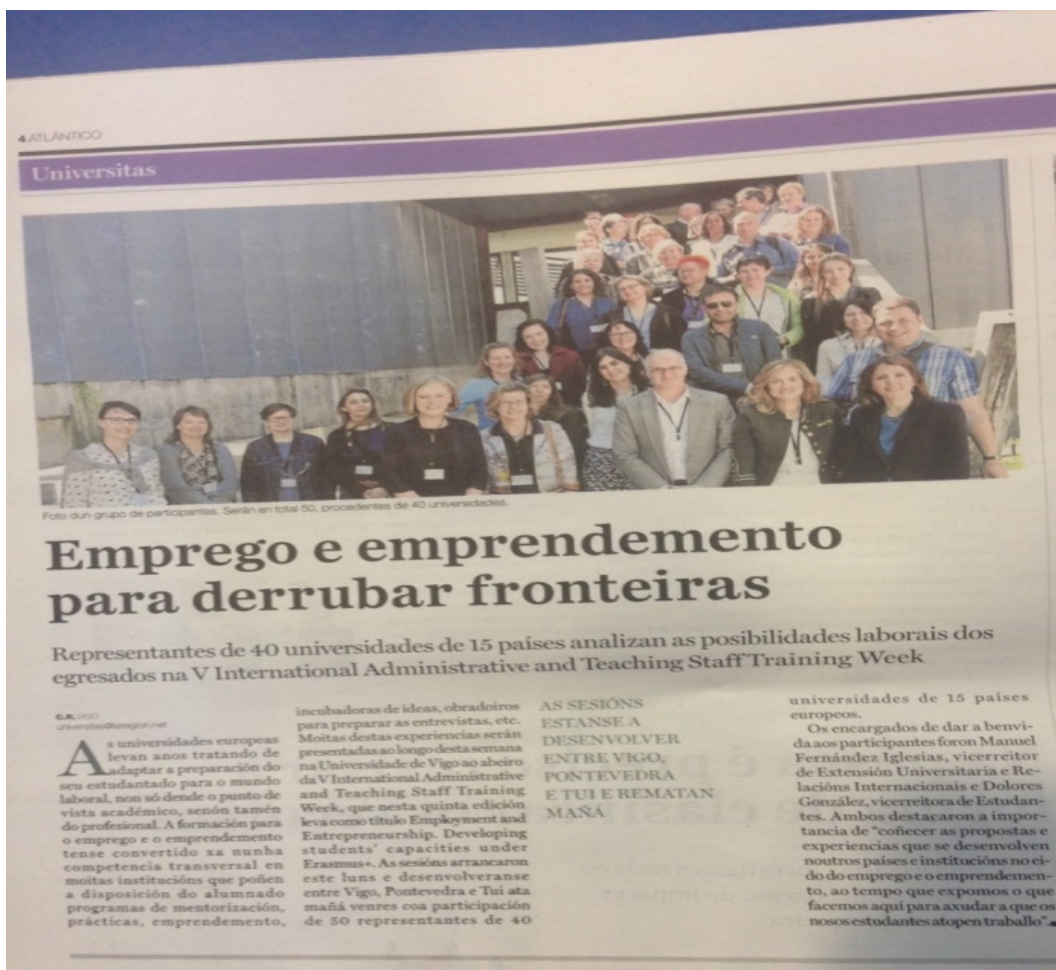 4 ATLÁNTICO
Universitas
Foto dun grupo de participantes. Serán en total 50, procedentes de 40 universidades.
Emprego e emprendemento
para derrubar fronteiras
Representantes de 40 universidades de 15 países analizan as posibilidades laborais dos
egresados na V International Administrative and Teaching Staff Training Week
C.R. VIGO
As universidades europeas
levan anos tratando de
adaptar a preparación do
seu estudantado para o mundo
laboral, non só dende o punto de
vista académico, senón tamén
do profesional. A formación para
o emprego e o emprendemento
tense convertido xa nunha
competencia transversal en
moitas institucións que poñen
a disposición do alumnado
programas de mentorización,
prácticas, emprendemento,
incubadoras de ideas, obradoiros
para preparar as entrevistas, etc.
Moitas destas experiencias serán
presentadas ao longo desta semana
na Universidade de Vigo ao abeiro
da V International Administrative
and Teaching Staff Training
Week, que nesta quinta edición
leva como título Employment and
Entrepreneurship. Developing
students' capacities under
Erasmus+. As sesións arrancaron
este luns e desenvolveranse
entre Vigo, Pontevedra e Tui ata
mañá venres coa participación
de 50 representantes de 40
AS SESIÓNS
ESTANSE A
DESENVOLVER
ENTRE VIGO,
PONTEVEDRA
E TUI E REMATAN
MAÑÁ
universidades de 15 países
europeos.
Os encargados de dar a benvi-
da aos participantes foron Manuel
Fernández Iglesias, vicerreitor
de Extensión Universitaria e Re-
lacións Internacionais e Dolores
González, vicerreitora de Estudan-
tes. Ambos destacaron a impor-
tancia de "coñecer as propostas e
experiencias que se desenvolven
noutros países e institucións no ei-
do do emprego e o emprendemen-
to, ao tempo que expomos o que
facemos aquí para axudar a que os
nosos estudantes atopen traballo".